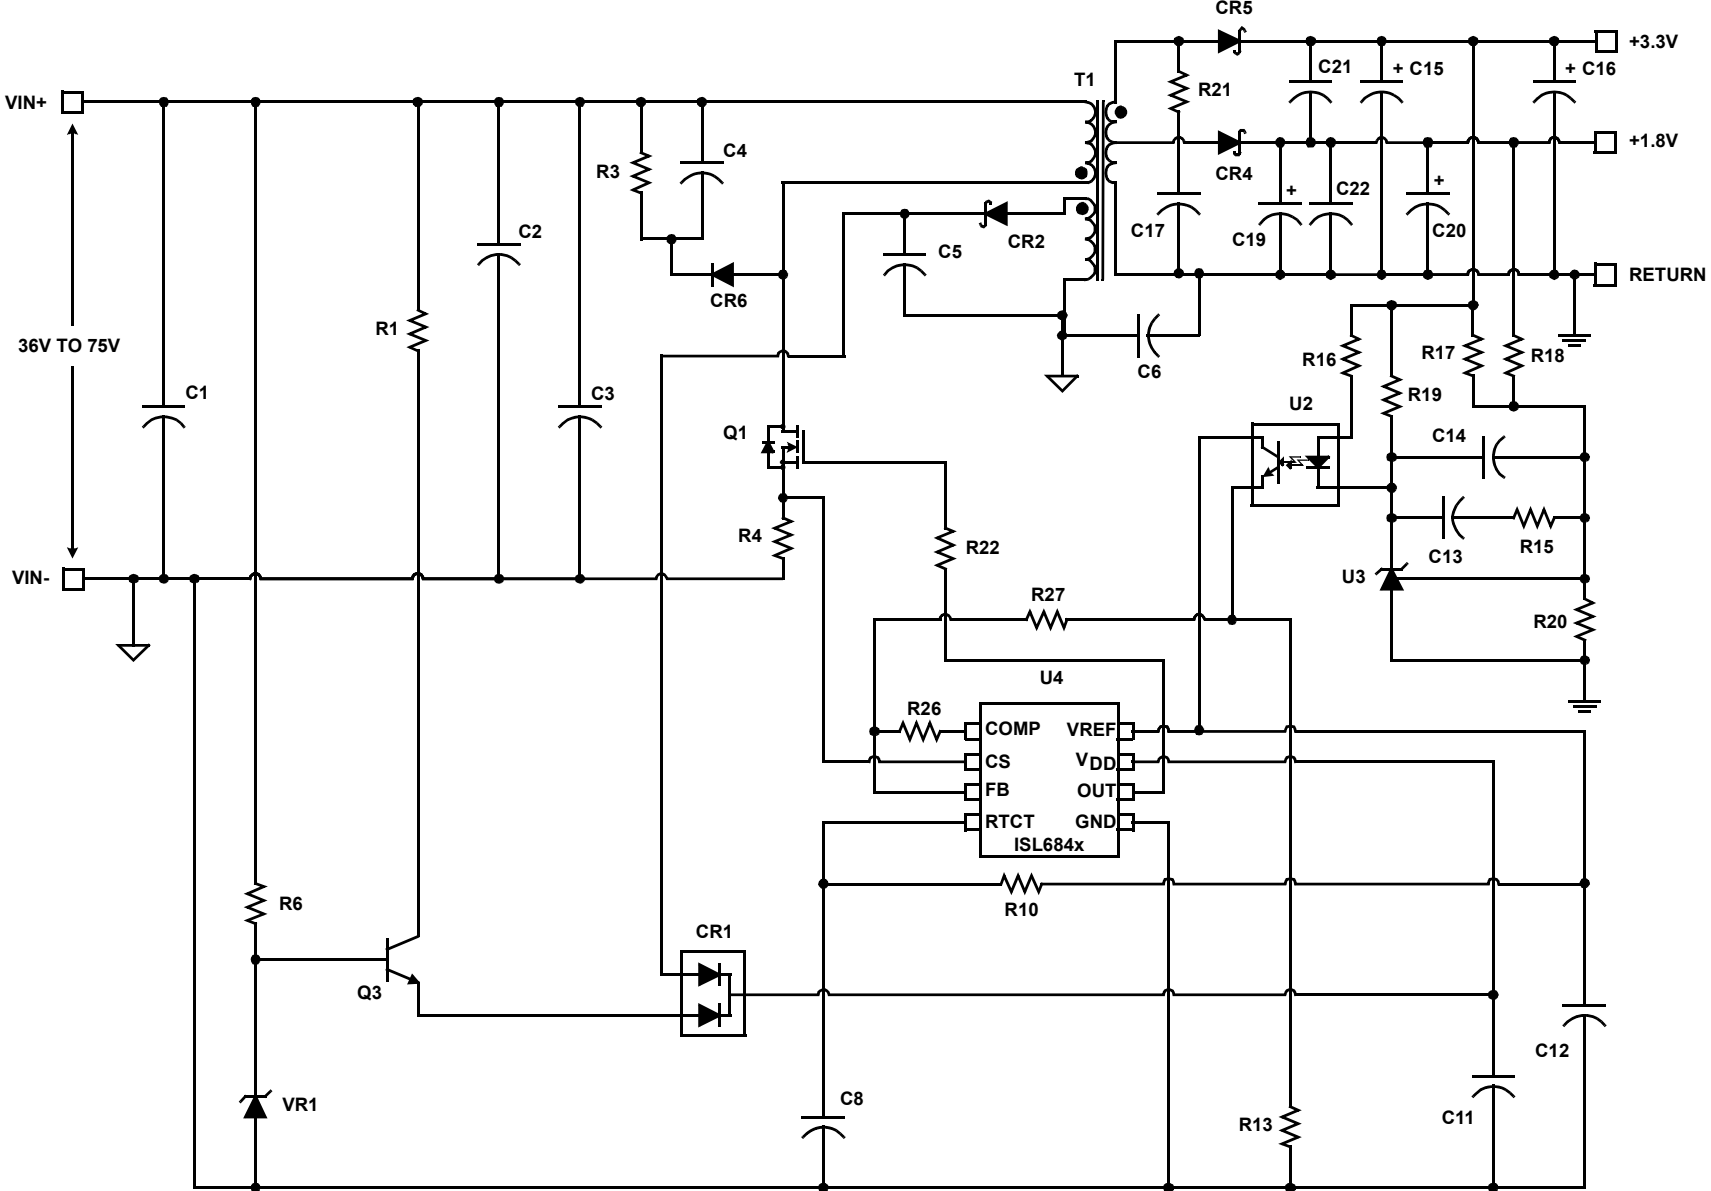 CR5
+3.3V
C21
+ C15
+ C16
T1
R21
VIN+
+1.8V
C4
R3
CR4
+
C22
+
C17
C19
C20
C2
CR2
C5
RETURN
CR6
R1
36V TO 75V
R16
R17
R18
C6
C1
C3
R19
U2
Q1
C14
R4
R22
C13
R15
VIN-
U3
R27
R20
U4
R26
COMP
VREF
CS
VDD
FB
OUT
RTCT
GND
ISL684x
R6
R10
CR1
Q3
C12
VR1
C8
C11
R13